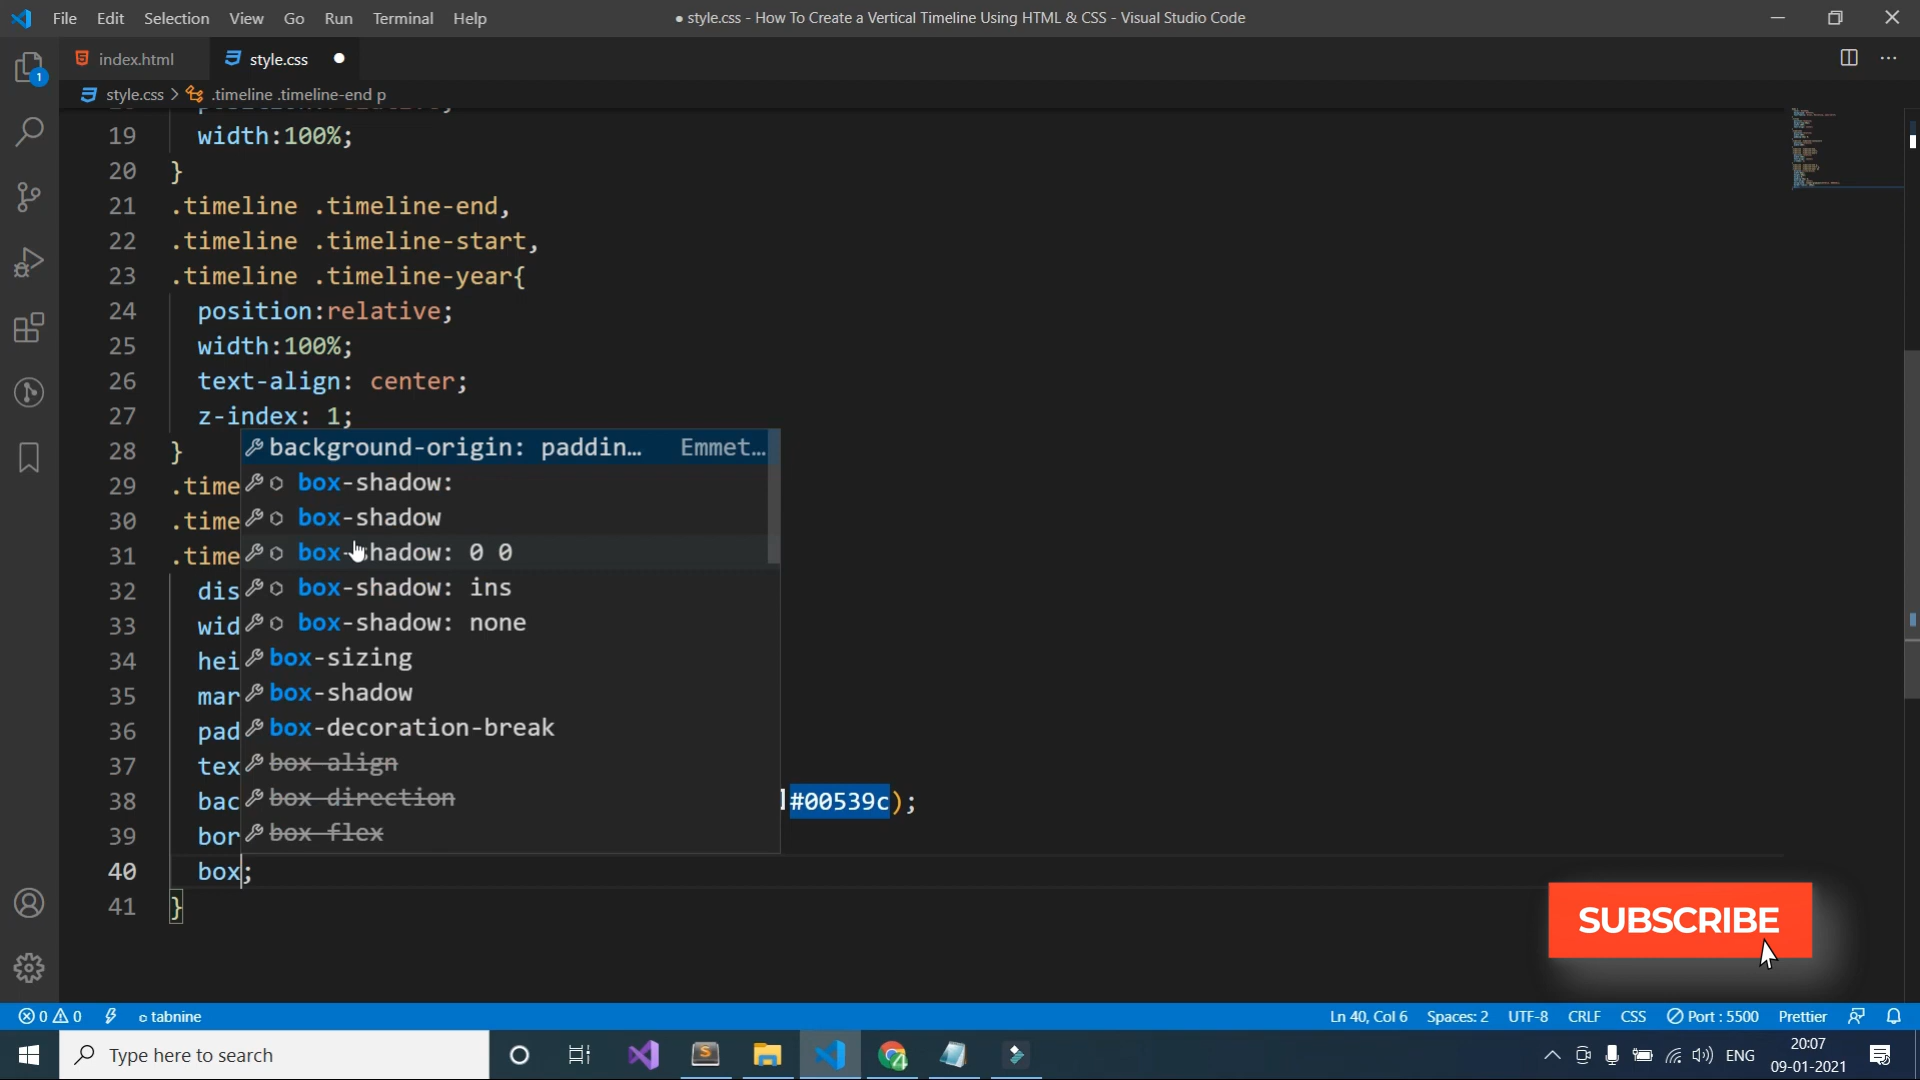 File Edit Selection View Go Run Terminal Help
● style.css - How To Create a Vertical Timeline Using HTML & CSS - Visual Studio Code
1
index.html
style.css ●
style.css > .timeline .timeline-end p
19 width:100%;
20 }
21 .timeline .timeline-end,
22 .timeline .timeline-start,
23 .timeline .timeline-year{
24 position:relative;
25 width:100%;
26 text-align: center;
27 z-index: 1;
28 }
background-origin: paddin… Emmet…
29 .time
box-shadow:
30 .time
box-shadow
31 .time
box-shadow: 0 0
32 dis
box-shadow: ins
33 wid
box-shadow: none
34 hei
box-sizing
35 mar
box-shadow
36 pad
box-decoration-break
37 tex
box-align
38 bac
box-direction
#00539c);
39 bor
box-flex
40 box;
41 }
SUBSCRIBE
0 0 tabnine
Ln 40, Col 6 Spaces: 2 UTF-8 CRLF CSS Port : 5500 Prettier
Type here to search
ENG
20:07
09-01-2021